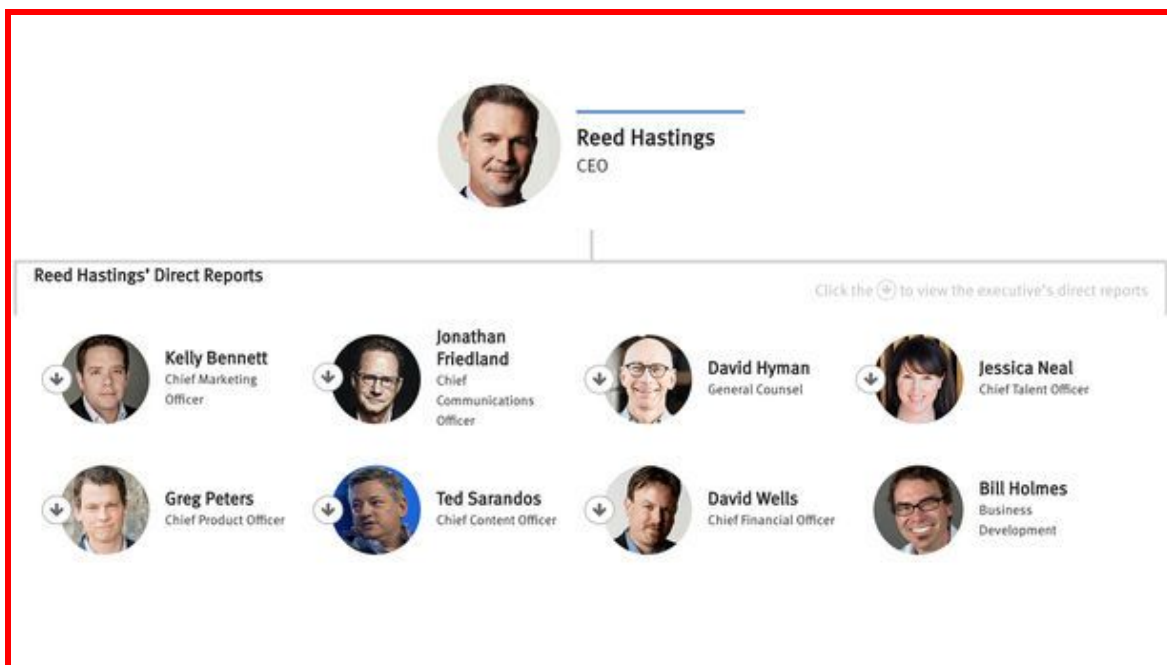 Reed Hastings
CEO
Reed Hastings' Direct Reports
Click the to view the executive's direct reports
Kelly Bennett
Chief Marketing
Officer
Jonathan
Friedland
Chief
Communications
Officer
David Hyman
General Counsel
Jessica Neal
Chief Talent Officer
Greg Peters
Chief Product Officer
Ted Sarandos
Chief Content Officer
David Wells
Chief Financial Officer
Bill Holmes
Business
Development